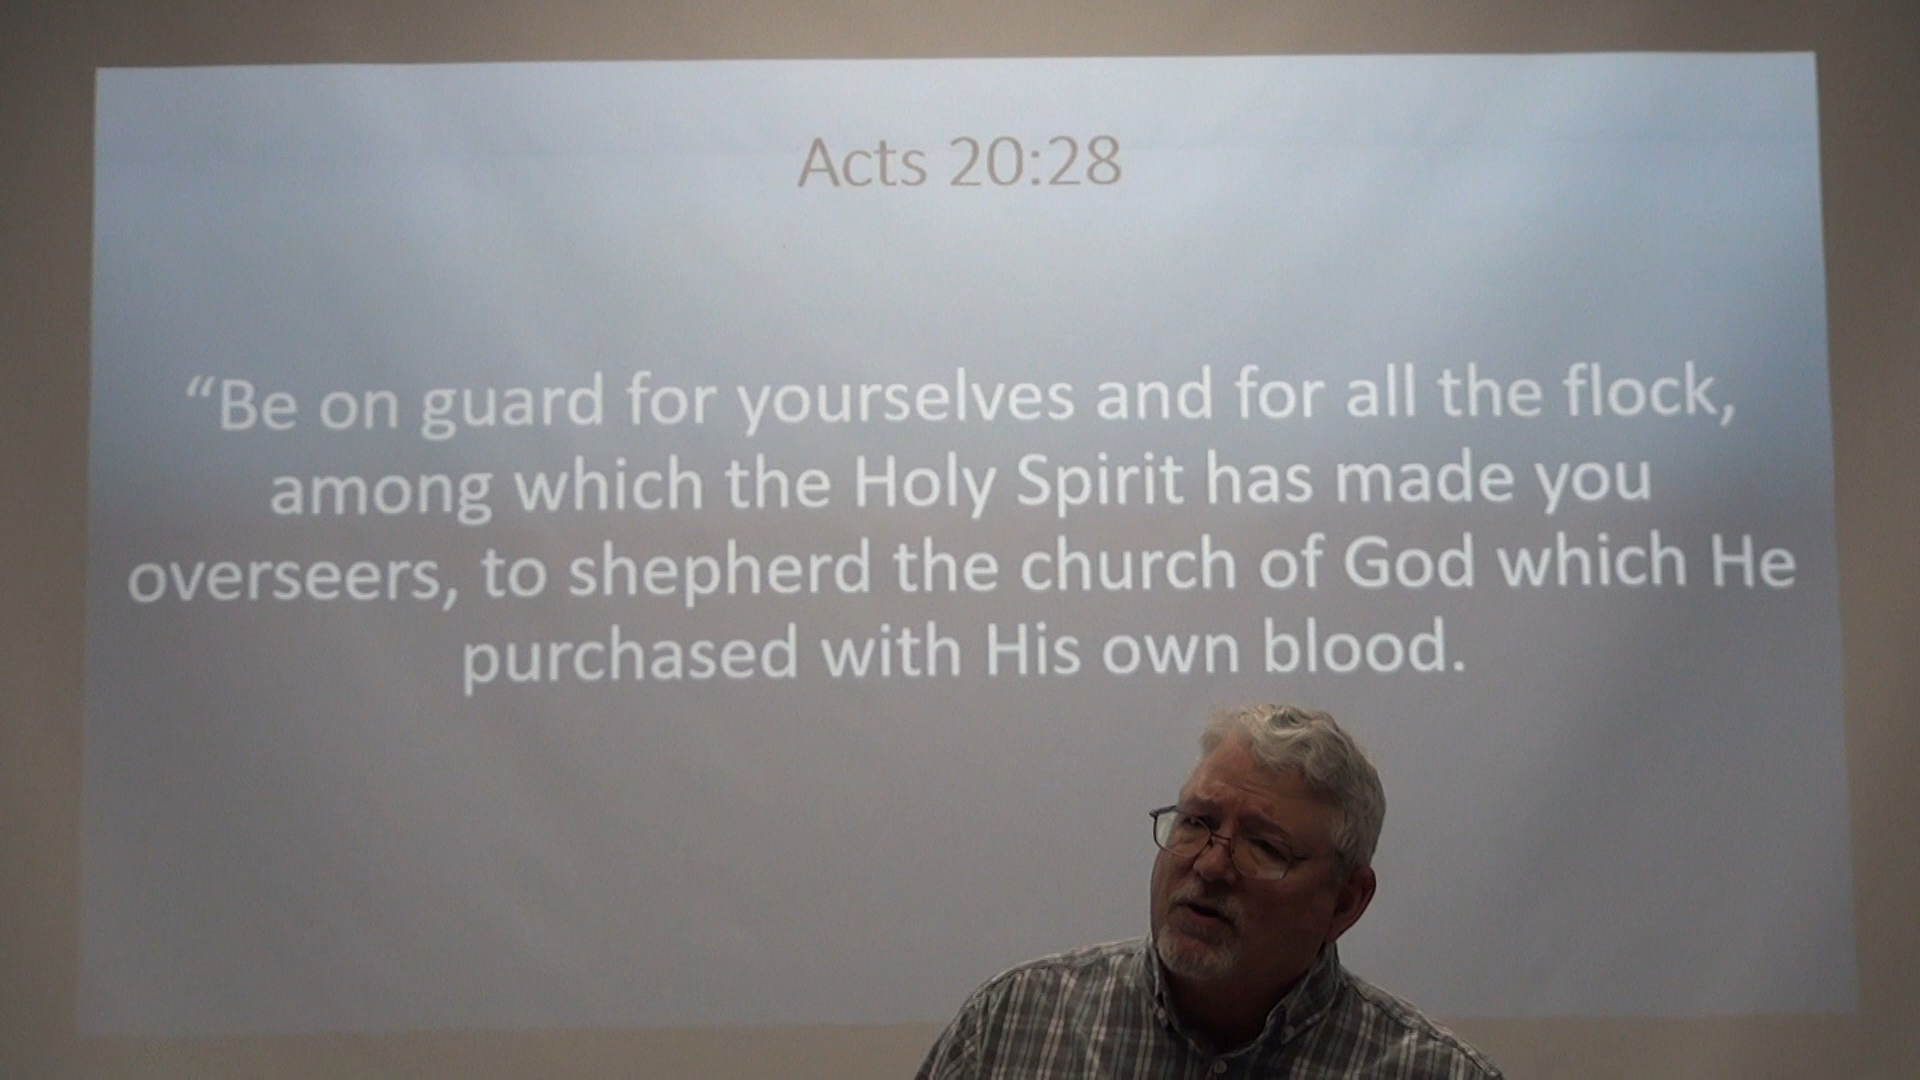 Acts 20:28
“Be on guard for yourselves and for all the flock,
among which the Holy Spirit has made you
overseers, to shepherd the church of God which He
purchased with His own blood.